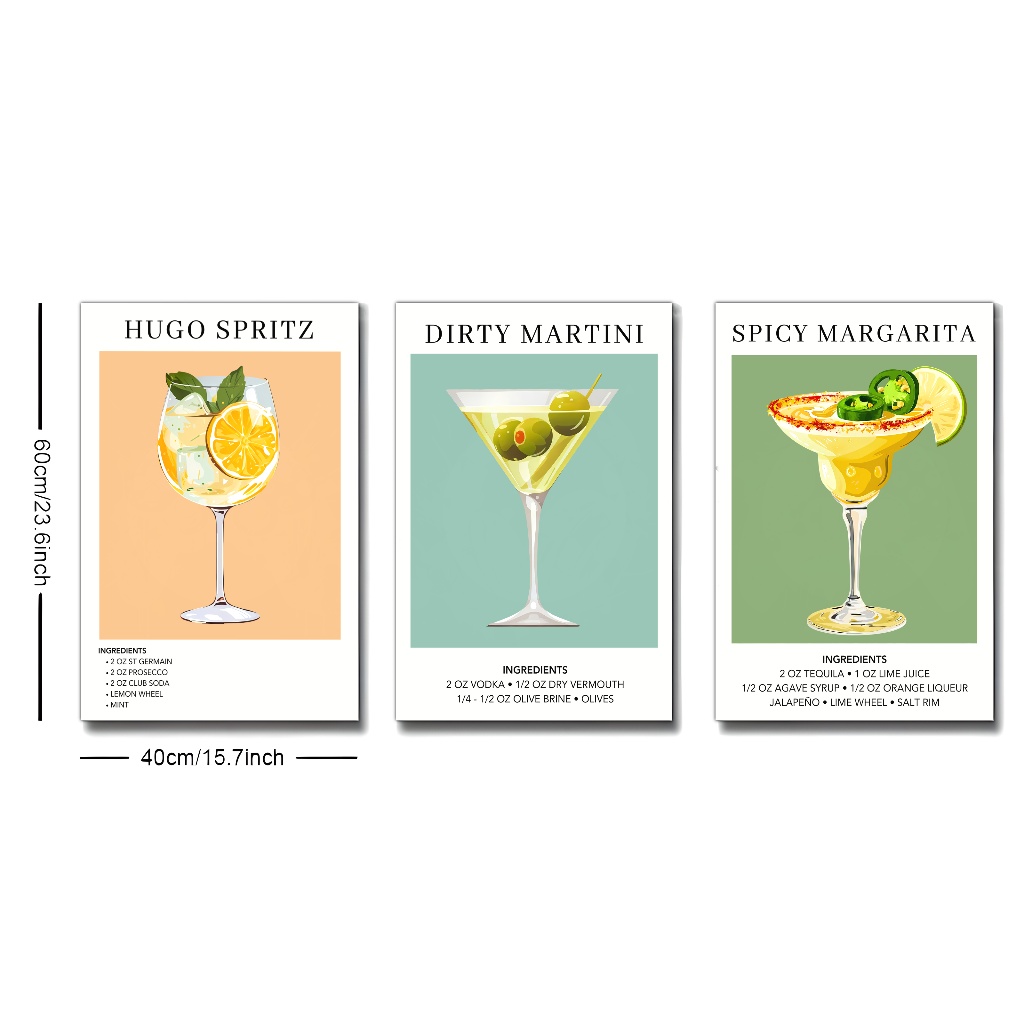 HUGO SPRITZ
INGREDIENTS
• 2 OZ ST GERMAIN
• 2 OZ PROSECCO
• 2 OZ CLUB SODA
• LEMON WHEEL
• MINT
DIRTY MARTINI
INGREDIENTS
2 OZ VODKA • 1/2 OZ DRY VERMOUTH
1/4 - 1/2 OZ OLIVE BRINE • OLIVES
SPICY MARGARITA
INGREDIENTS
2 OZ TEQUILA • 1 OZ LIME JUICE
1/2 OZ AGAVE SYRUP • 1/2 OZ ORANGE LIQUEUR
JALAPEÑO • LIME WHEEL • SALT RIM
60cm/23.6inch
40cm/15.7inch